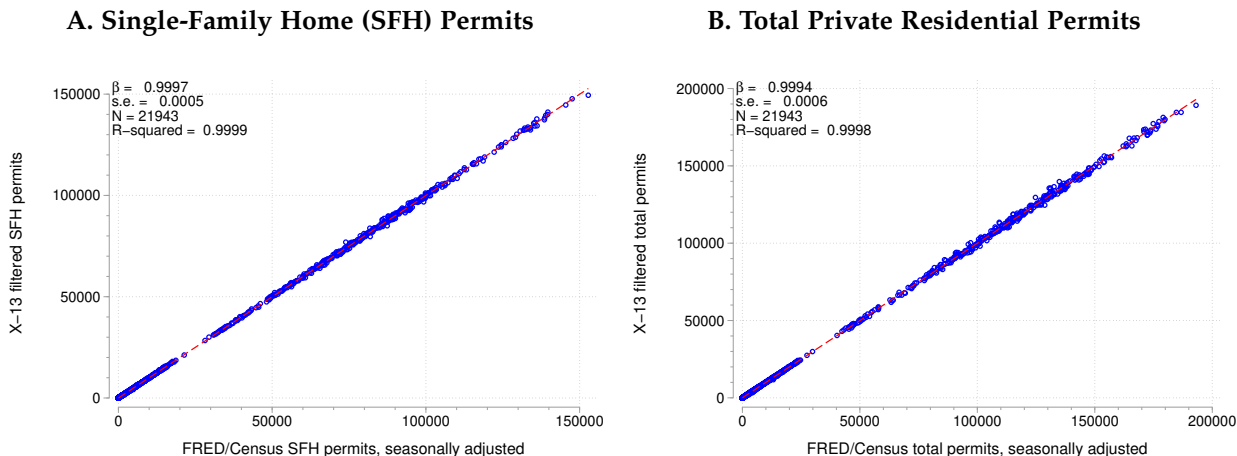 A. Single-Family Home (SFH) Permits
β = 0.9997
s.e. = 0.0005
N = 21943
R−squared = 0.9999
150000
100000
50000
0
X−13 filtered SFH permits
0 50000 100000 150000
FRED/Census SFH permits, seasonally adjusted
B. Total Private Residential Permits
β = 0.9994
s.e. = 0.0006
N = 21943
R−squared = 0.9998
200000
150000
100000
50000
0
X−13 filtered total permits
0 50000 100000 150000 200000
FRED/Census total permits, seasonally adjusted